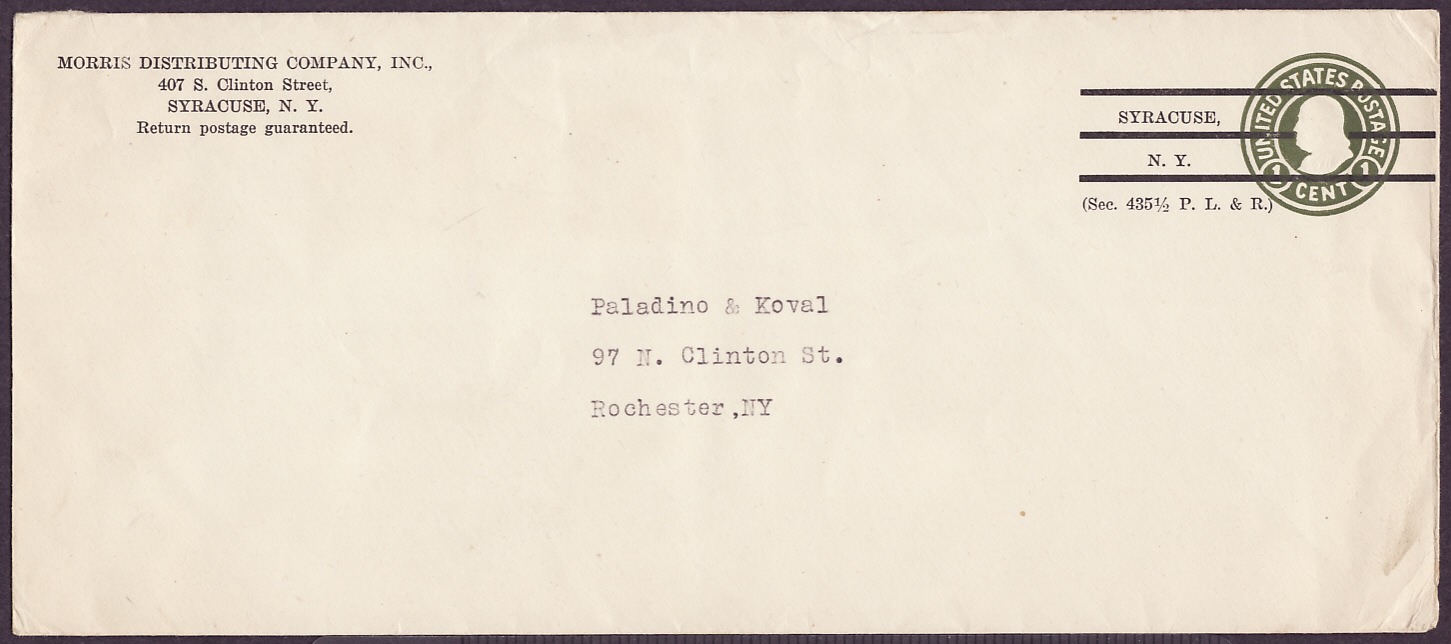 MORRIS DISTRIBUTING COMPANY, INC.,
407 S. Clinton Street,
SYRACUSE, N. Y.
Return postage guaranteed.
SYRACUSE,
N. Y.
(Sec. 435½ P. L. & R.)
UNITED STATES POSTAGE
1 CENT 1
Paladino & Koval
97 N. Clinton St.
Rochester,NY